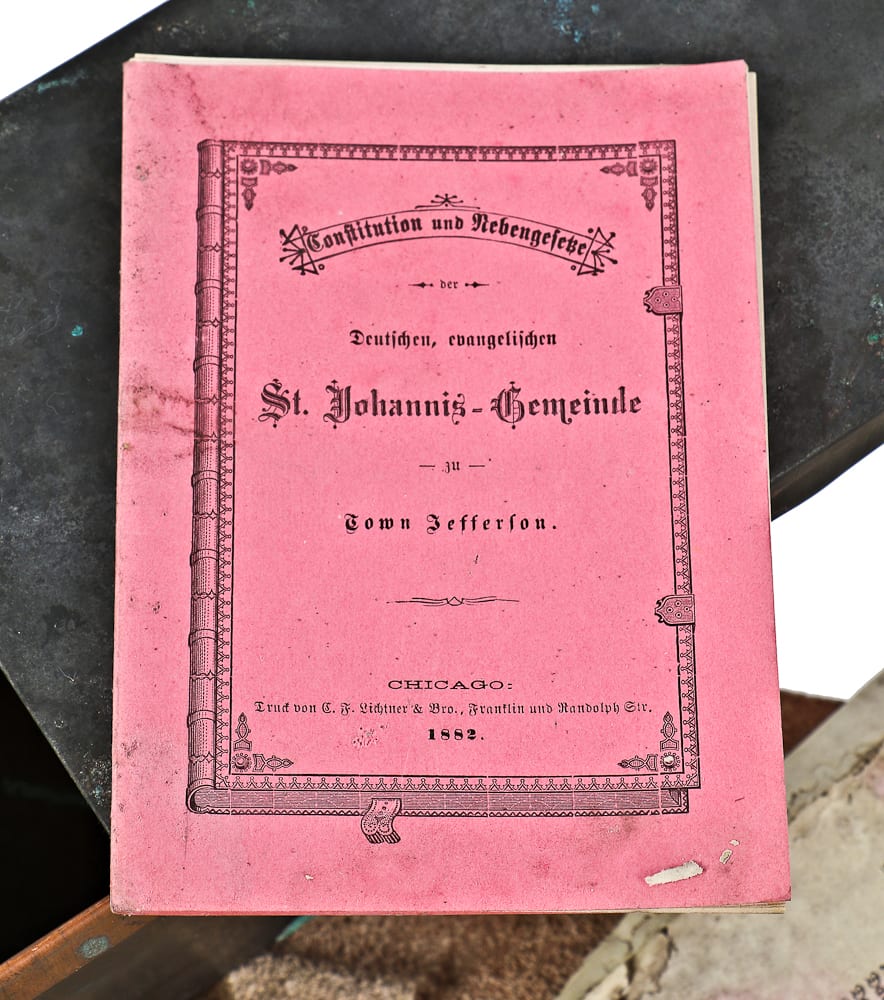 Constitution und Nebengesetze
der
Deutschen, evangelischen
St. Johannis-Gemeinde
— zu —
Town Jefferson.
CHICAGO:
Druck von C. F. Lichtner & Bro., Franklin und Randolph Str.
1882.